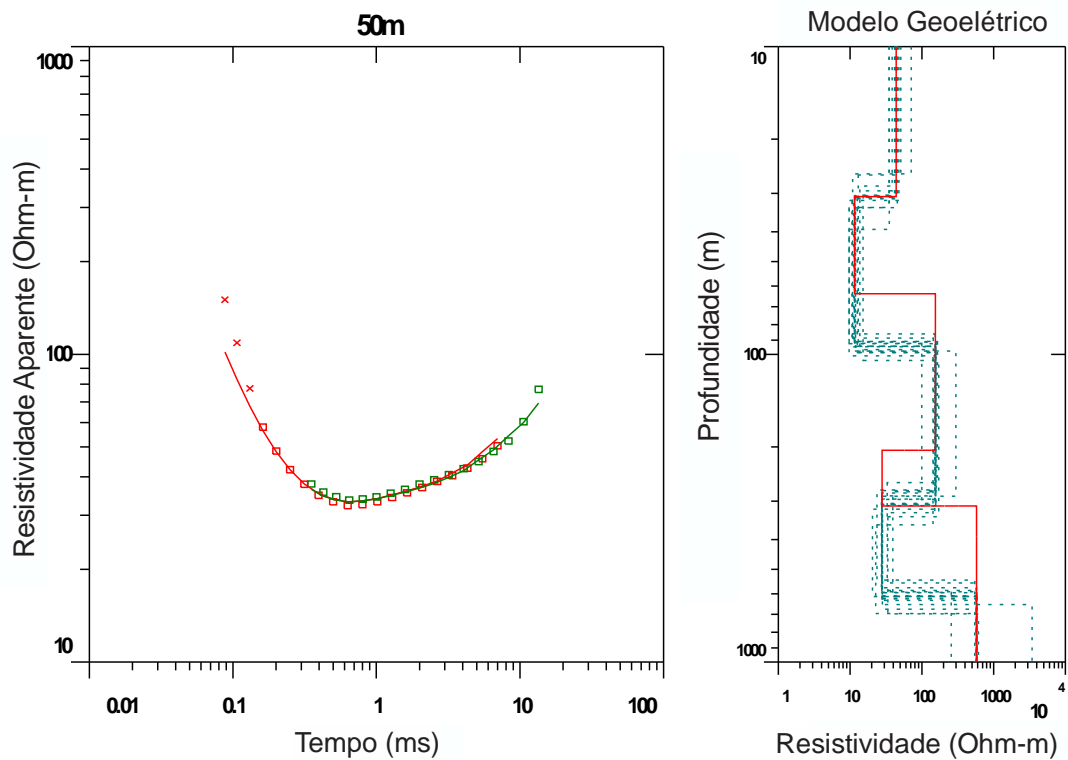 50m
1000
100
10
0.01
0.1
1
10
100
Resistividade Aparente (Ohm-m)
Tempo (ms)
Modelo Geoelétrico
10
100
1000
1
10
100
1000
10
4
Profundidade (m)
Resistividade (Ohm-m)